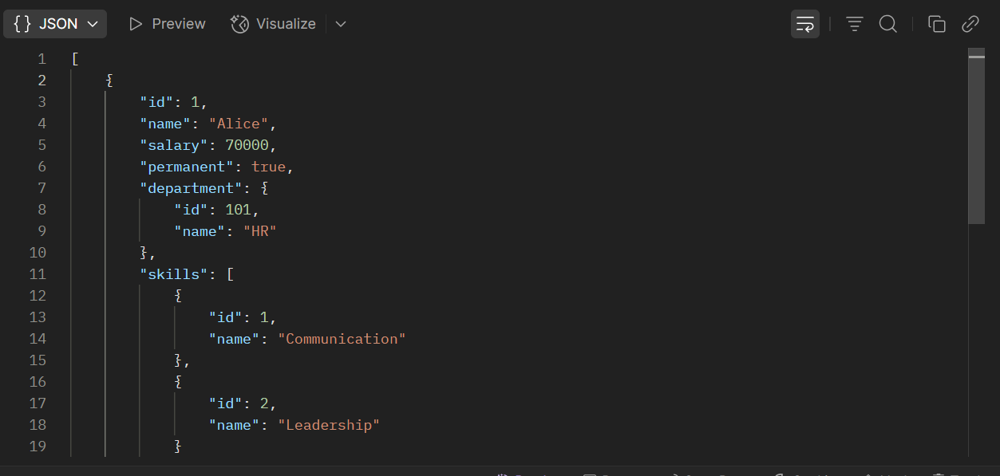 {} JSON Preview Visualize
1 [
2     {
3         "id": 1,
4         "name": "Alice",
5         "salary": 70000,
6         "permanent": true,
7         "department": {
8             "id": 101,
9             "name": "HR"
10         },
11         "skills": [
12             {
13                 "id": 1,
14                 "name": "Communication"
15             },
16             {
17                 "id": 2,
18                 "name": "Leadership"
19             }